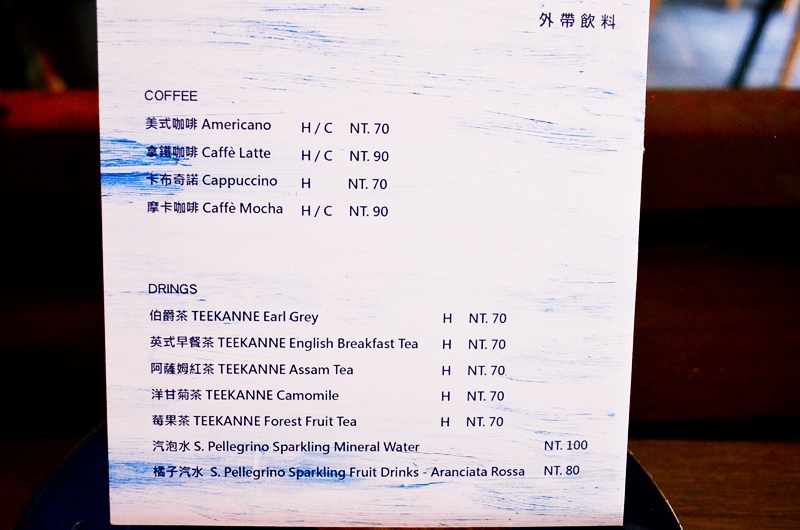 外帶飲料
COFFEE
美式咖啡 Americano H / C NT. 70
拿鐵咖啡 Caffè Latte H / C NT. 90
卡布奇諾 Cappuccino H NT. 70
摩卡咖啡 Caffè Mocha H / C NT. 90
DRINGS
伯爵茶 TEEKANNE Earl Grey H NT. 70
英式早餐茶 TEEKANNE English Breakfast Tea H NT. 70
阿薩姆紅茶 TEEKANNE Assam Tea H NT. 70
洋甘菊茶 TEEKANNE Camomile H NT. 70
莓果茶 TEEKANNE Forest Fruit Tea H NT. 70
汽泡水 S. Pellegrino Sparkling Mineral Water NT. 100
橘子汽水 S. Pellegrino Sparkling Fruit Drinks - Aranciata Rossa NT. 80